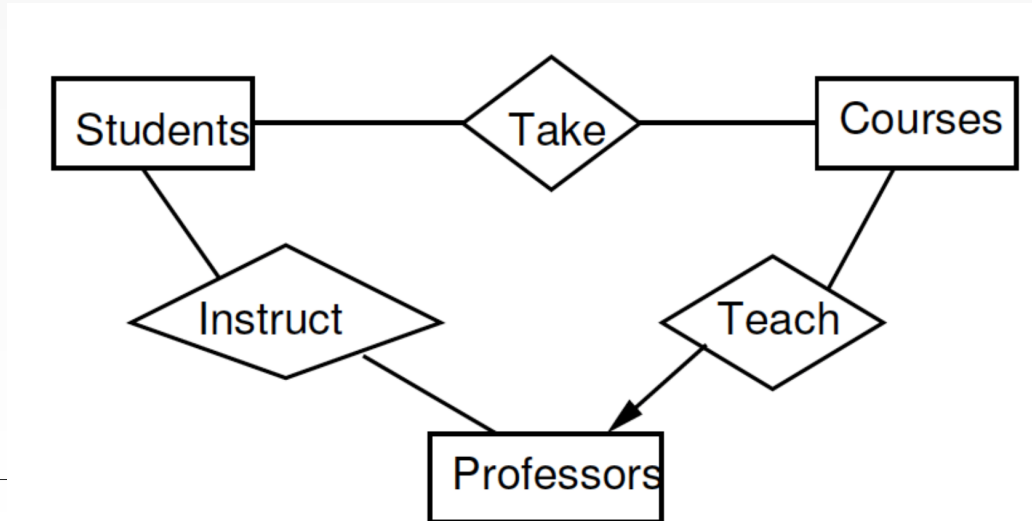 Students
Take
Courses
Instruct
Teach
Professors